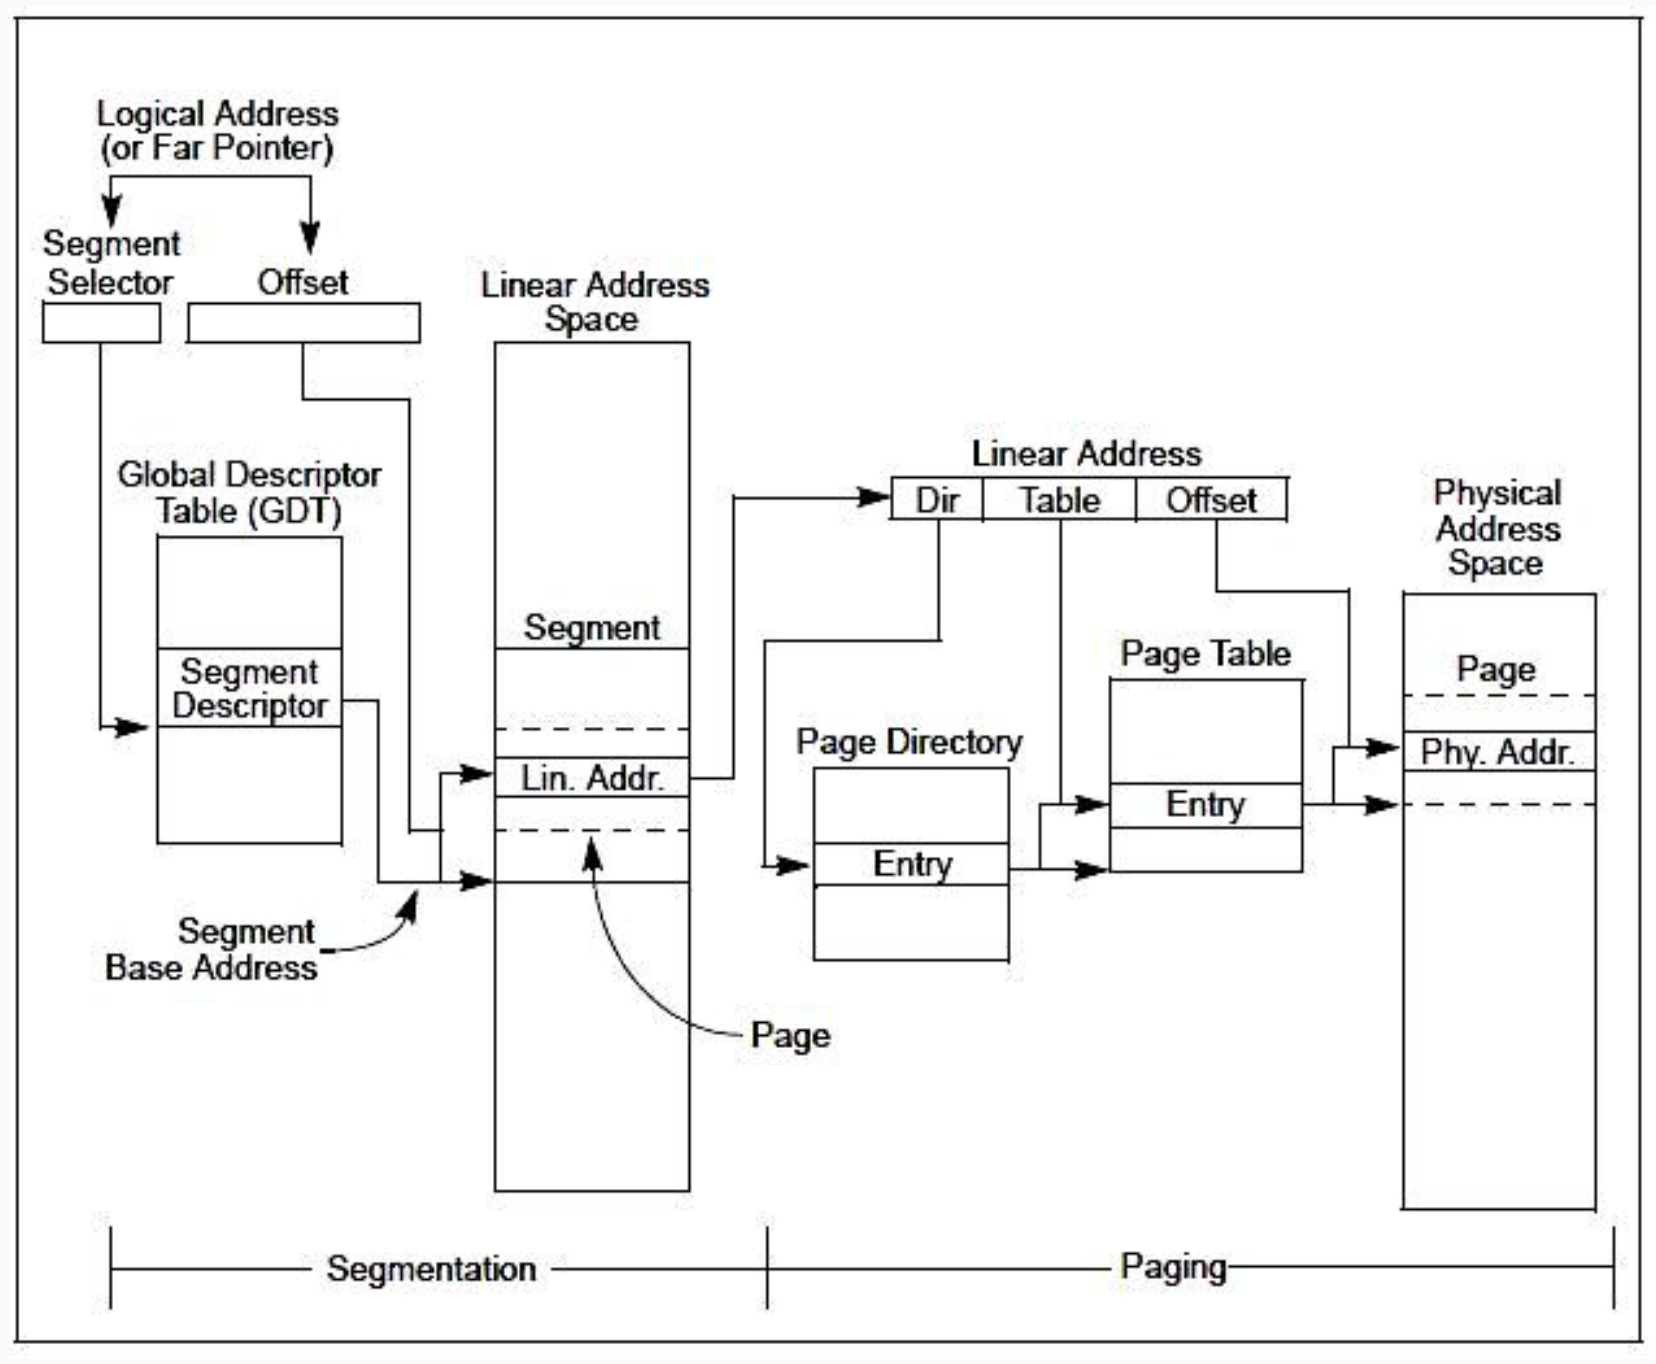 Logical Address
(or Far Pointer)
Segment
Selector
Offset
Linear Address
Space
Global Descriptor
Table (GDT)
Segment
Descriptor
Segment
Lin. Addr.
Segment
Base Address
Page
Linear Address
Dir
Table
Offset
Page Directory
Entry
Page Table
Entry
Physical
Address
Space
Page
Phy. Addr.
Segmentation
Paging